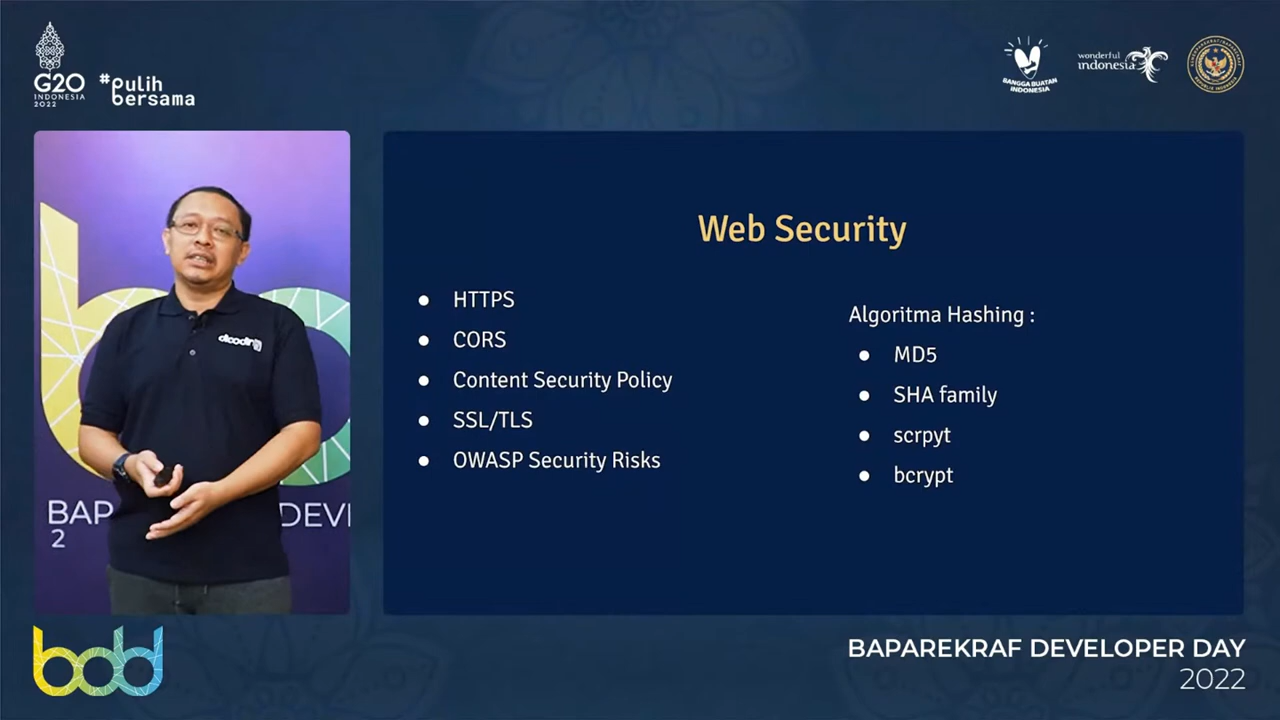 G20
INDONESIA
2022
#pulih
bersama
BANGGA BUATAN
INDONESIA
wonderful
indonesia
dicoding
BAP
DEVE
2
Web Security
● HTTPS
● CORS
● Content Security Policy
● SSL/TLS
● OWASP Security Risks
Algoritma Hashing :
● MD5
● SHA family
● scrpyt
● bcrypt
bdd
BAPAREKRAF DEVELOPER DAY
2022